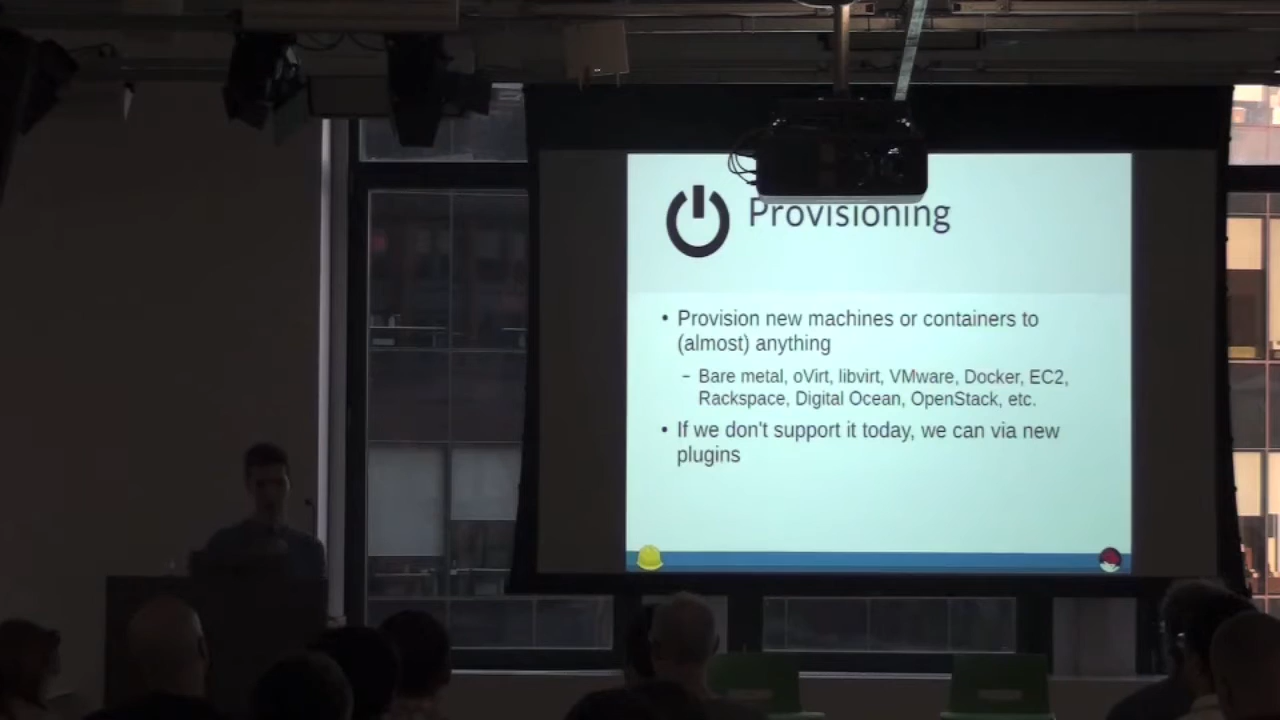 Provisioning
• Provision new machines or containers to
(almost) anything
– Bare metal, oVirt, libvirt, VMware, Docker, EC2,
Rackspace, Digital Ocean, OpenStack, etc.
• If we don't support it today, we can via new
plugins